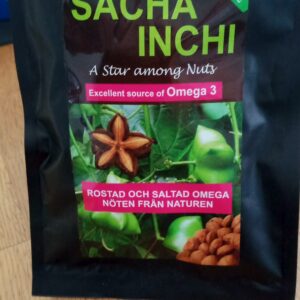 SACHA
INCHI
A Star among Nuts
Excellent source of Omega 3
ROSTAD OCH SALTAD OMEGA
NÖTEN FRÅN NATUREN